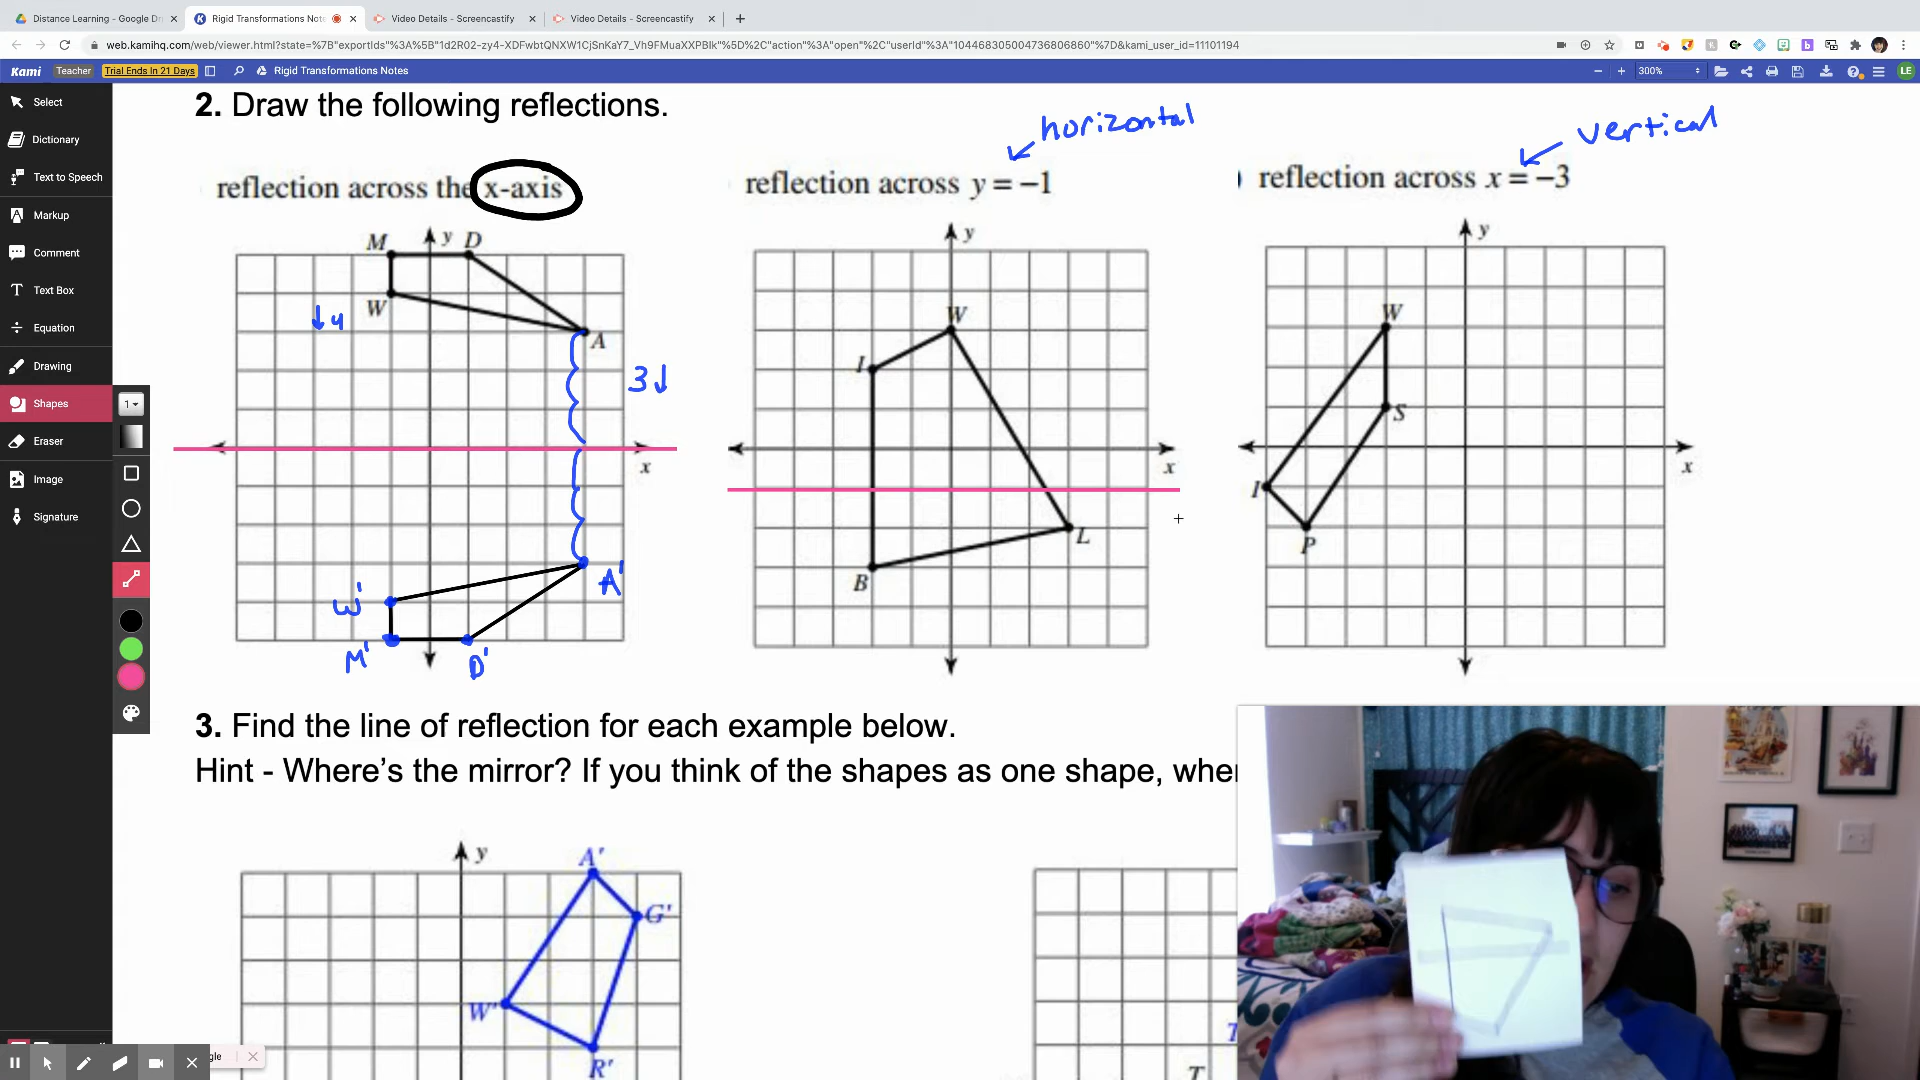 Distance Learning - Google Dr
Rigid Transformations Note
Video Details - Screencastify
Video Details - Screencastify
web.kamihq.com/web/viewer.html?state=%7B"exportIds"%3A%5B"1d2R02-zy4-XDFwbtQNXW1CjSnKaY7_Vh9FMuaXXPBIk"%5D%2C"action"%3A"open"%2C"userId"%3A"104468305004736806860"%7D&kami_user_id=11101194
Kami Teacher Trial Ends In 21 Days Rigid Transformations Notes 300% LE
Select
Dictionary
Text to Speech
Markup
Comment
Text Box
Equation
Drawing
Shapes
Eraser
Image
Signature
1
2. Draw the following reflections.
horizontal
vertical
reflection across the x-axis
reflection across y = −1
reflection across x = −3
M y D
W
A
↓4
3↓
x
W'
A'
M'
D'
y
W
I
x
L
B
y
W
S
x
I
P
3. Find the line of reflection for each example below.
Hint - Where's the mirror? If you think of the shapes as one shape, wher
y
A'
G'
W'
R'
T
T
gle